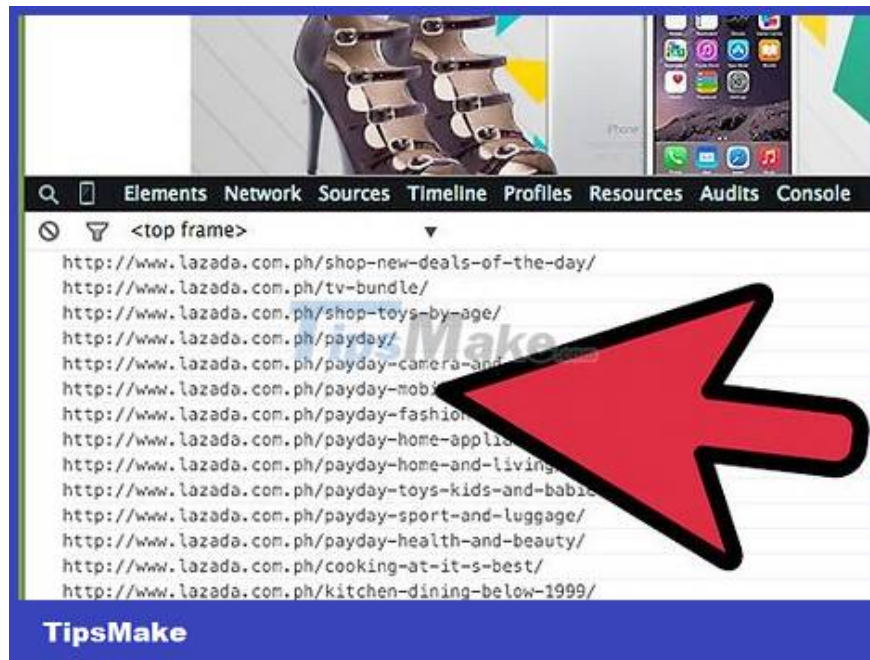 iPhone
Elements Network Sources Timeline Profiles Resources Audits Console
<top frame>
http://www.lazada.com.ph/shop-new-deals-of-the-day/
http://www.lazada.com.ph/tv-bundle/
http://www.lazada.com.ph/shop-toys-by-age/
http://www.lazada.com.ph/payday/
TipsMake.com
http://www.lazada.com.ph/payday-camera-and
http://www.lazada.com.ph/payday-mobi
http://www.lazada.com.ph/payday-fashion
http://www.lazada.com.ph/payday-home-appli
http://www.lazada.com.ph/payday-home-and-living
http://www.lazada.com.ph/payday-toys-kids-and-babie
http://www.lazada.com.ph/payday-sport-and-luggage/
http://www.lazada.com.ph/payday-health-and-beauty/
http://www.lazada.com.ph/cooking-at-it-s-best/
http://www.lazada.com.ph/kitchen-dining-below-1999/
TipsMake